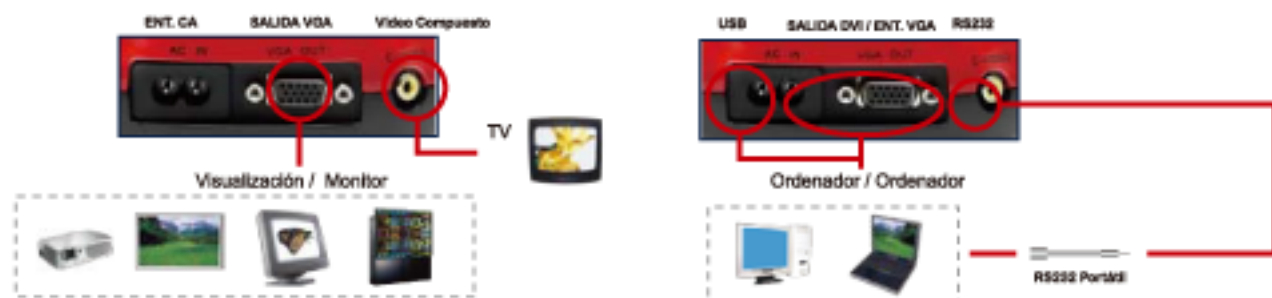 ENT. CA SALIDA VGA Video Compuesto
AC IN VGA OUT
TV
Visualización / Monitor
USB SALIDA DVI / ENT. VGA RS232
AC IN VGA OUT
Ordenador / Ordenador
RS232 Portátil